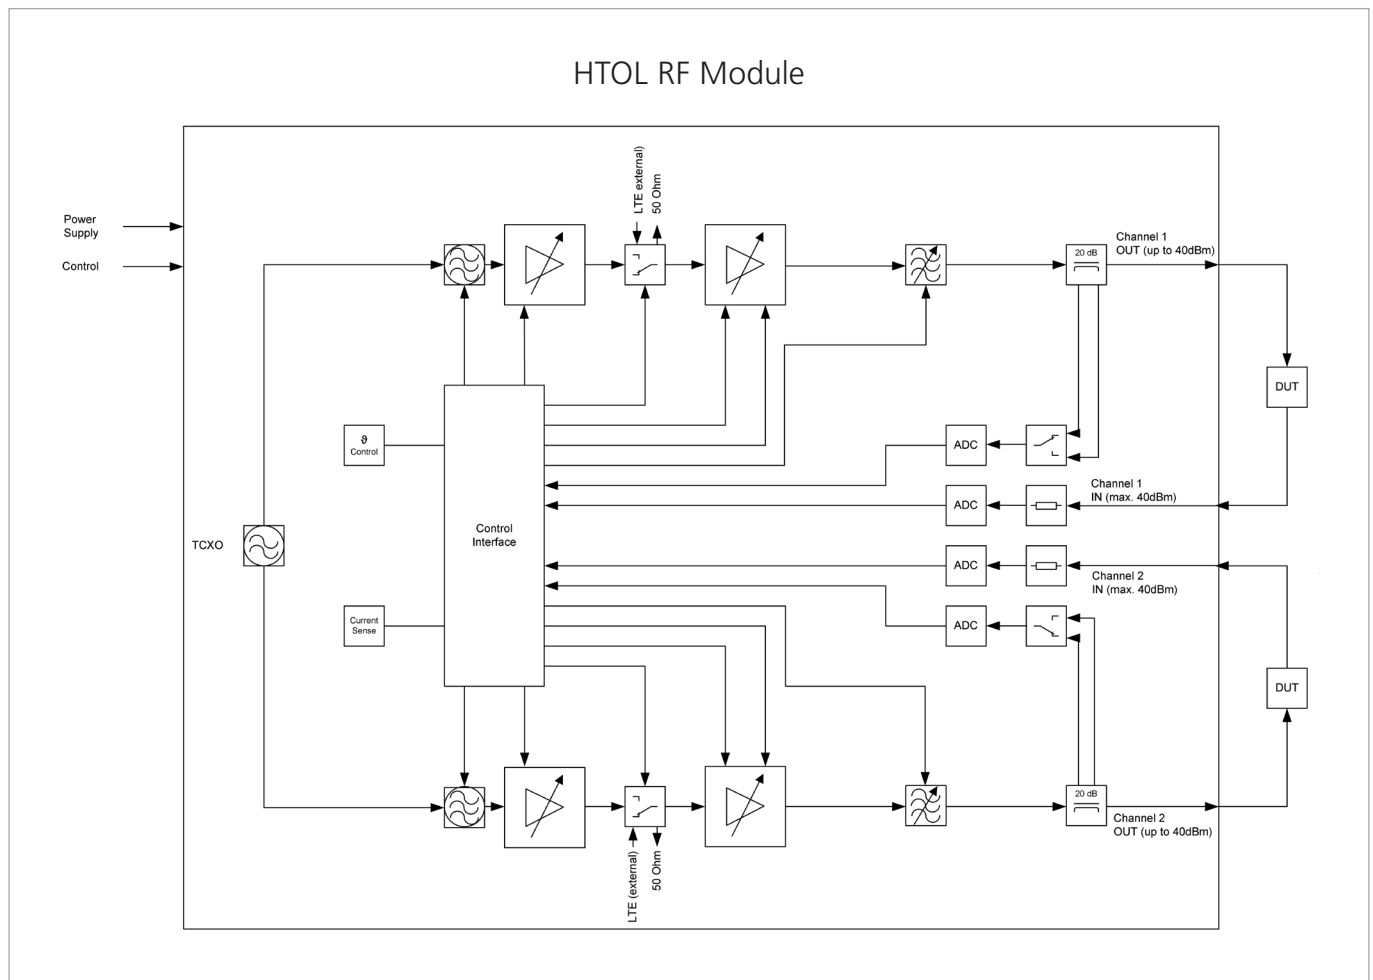 HTOL RF Module
LTE external)
50 Ohm
Power
Supply
Control
Channel 1
OUT (up to 40dBm)
20 dB
DUT
ϑ
Control
ADC
Channel 1
IN (max. 40dBm)
ADC
Control
Interface
TCXO
ADC
Channel 2
IN (max. 40dBm)
Current
Sense
ADC
DUT
20 dB
Channel 2
OUT (up to 40dBm)
LTE (external)
50 Ohm